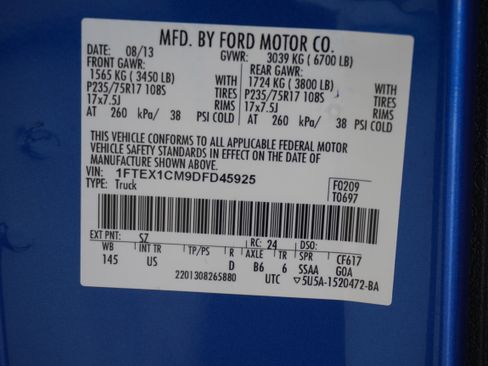 MFD. BY FORD MOTOR CO.
DATE: 08/13 GVWR: 3039 KG ( 6700 LB)
FRONT GAWR: REAR GAWR:
1565 KG ( 3450 LB) WITH 1724 KG ( 3800 LB) WITH
P235/75R17 108S TIRES P235/75R17 108S TIRES
17x7.5J RIMS 17x7.5J RIMS
AT 260 kPa/ 38 PSI COLD AT 260 kPa/ 38 PSI COLD
THIS VEHICLE CONFORMS TO ALL APPLICABLE FEDERAL MOTOR
VEHICLE SAFETY STANDARDS IN EFFECT ON THE DATE OF
MANUFACTURE SHOWN ABOVE.
VIN: 1FTEX1CM9DFD45925 F0209
TYPE: Truck T0697
EXT PNT: SZ RC: 24 DSO:
WB INT TR TP/PS R AXLE TR SPR CF617
145 US D B6 6 SSAA GOA
2201308265880 UTC ▽5U5A-1520472-BA